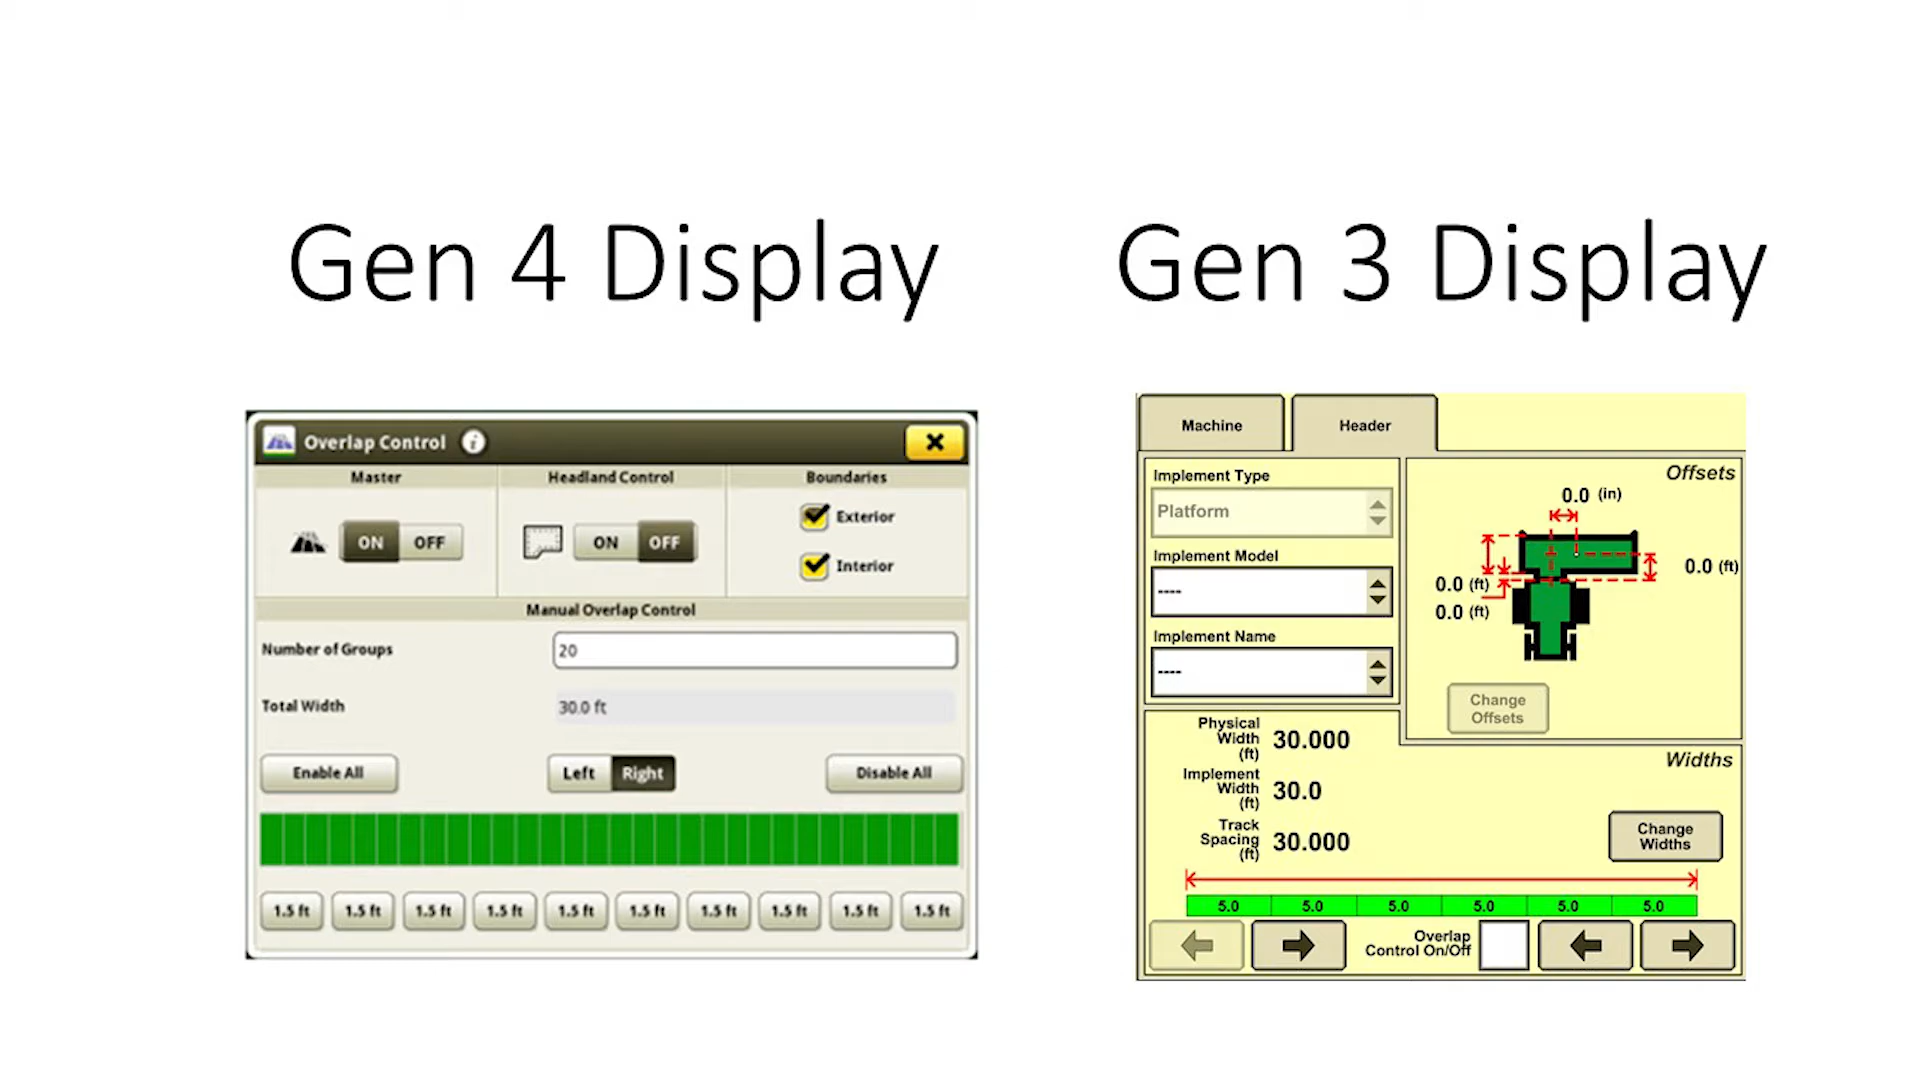 Gen 4 Display
Gen 3 Display
Overlap Control
Master
Headland Control
Boundaries
ON OFF
ON OFF
Exterior
Interior
Manual Overlap Control
Number of Groups
20
Total Width
30.0 ft
Enable All
Left Right
Disable All
1.5 ft 1.5 ft 1.5 ft 1.5 ft 1.5 ft 1.5 ft 1.5 ft 1.5 ft 1.5 ft 1.5 ft
Machine
Header
Implement Type
Platform
Implement Model
----
Implement Name
----
Offsets
0.0 (in)
0.0 (ft)
0.0 (ft)
0.0 (ft)
Change
Offsets
Physical
Width
(ft)
30.000
Implement
Width
(ft)
30.0
Track
Spacing
(ft)
30.000
Widths
Change
Widths
5.0 5.0 5.0 5.0 5.0 5.0
Overlap
Control On/Off